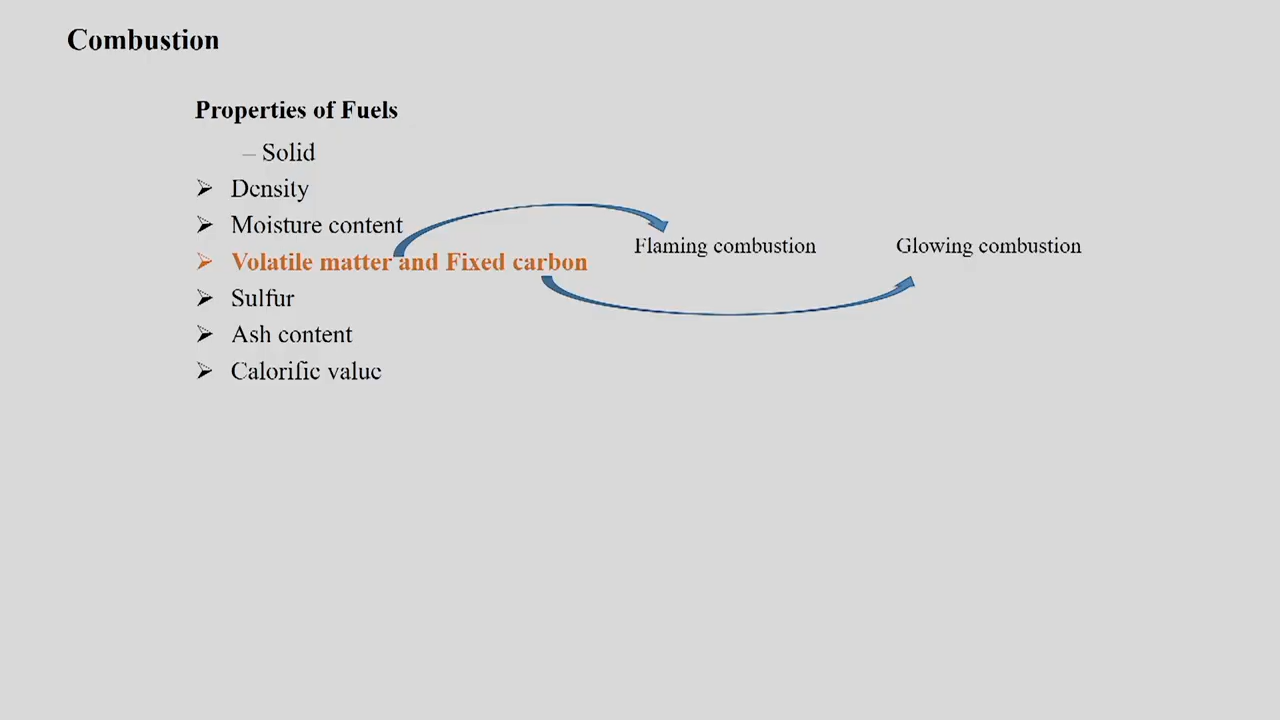 Combustion
Properties of Fuels
– Solid
➢ Density
➢ Moisture content
➢ Volatile matter and Fixed carbon
Flaming combustion
Glowing combustion
➢ Sulfur
➢ Ash content
➢ Calorific value